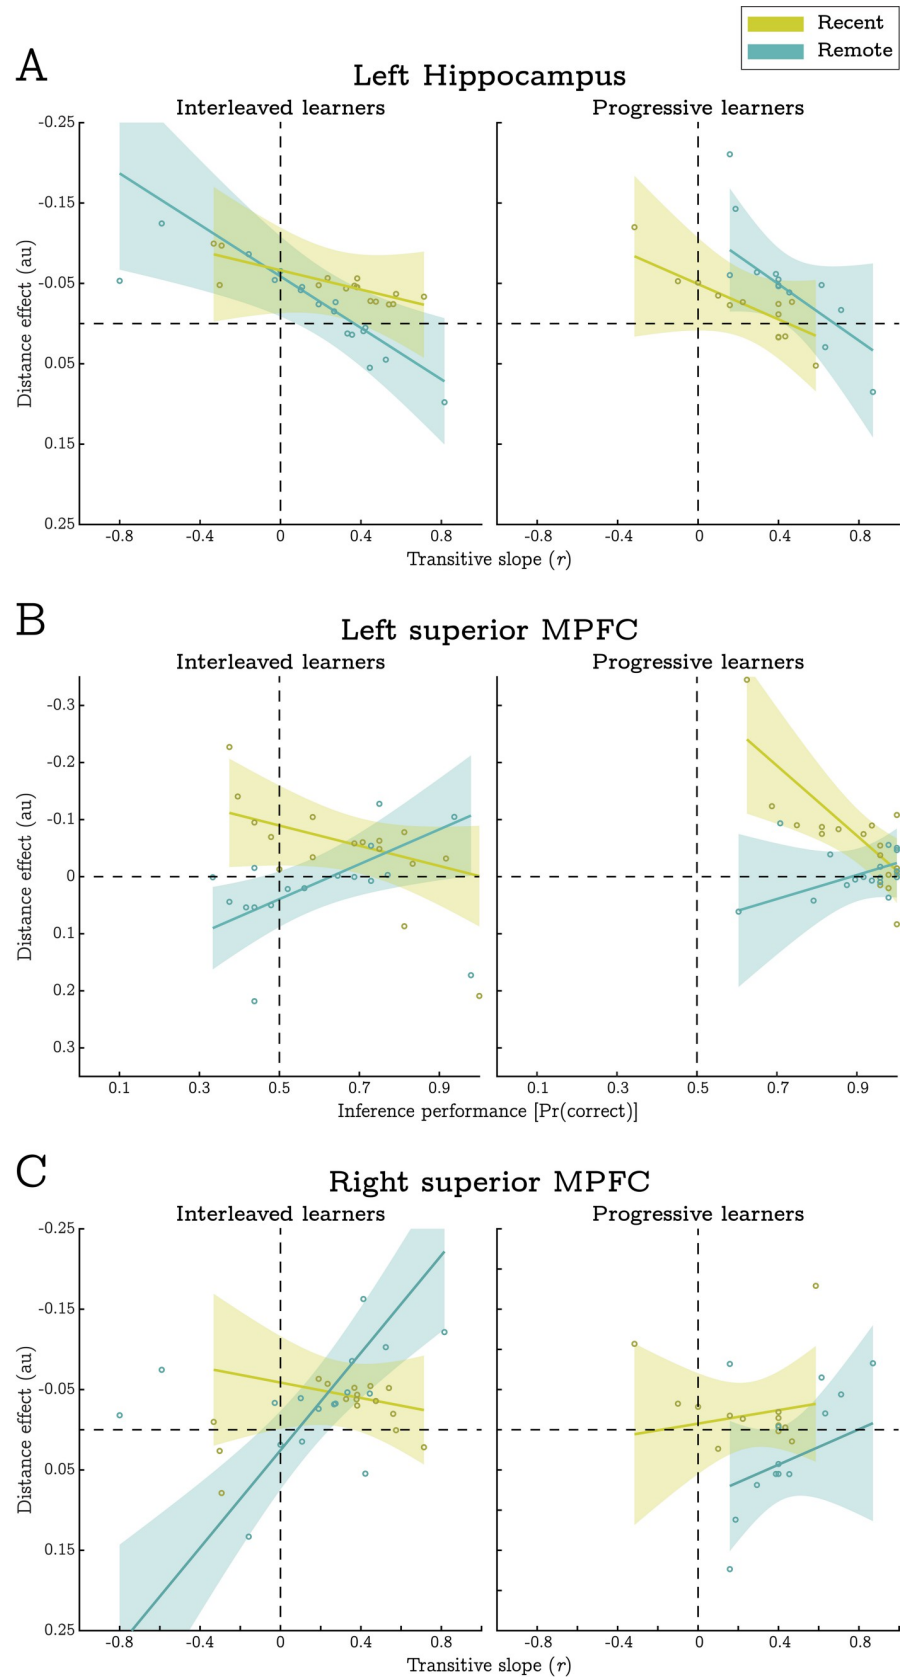 Recent
Remote
A
Left Hippocampus
Interleaved learners
Progressive learners
-0.25
-0.15
-0.05
0.05
0.15
0.25
Distance effect (au)
-0.8 -0.4 0 0.4 0.8
-0.8 -0.4 0 0.4 0.8
Transitive slope (r)
B
Left superior MPFC
Interleaved learners
Progressive learners
-0.3
-0.2
-0.1
0
0.1
0.2
0.3
Distance effect (au)
0.1 0.3 0.5 0.7 0.9
0.1 0.3 0.5 0.7 0.9
Inference performance [Pr(correct)]
C
Right superior MPFC
Interleaved learners
Progressive learners
-0.25
-0.15
-0.05
0.05
0.15
0.25
Distance effect (au)
-0.8 -0.4 0 0.4 0.8
-0.8 -0.4 0 0.4 0.8
Transitive slope (r)